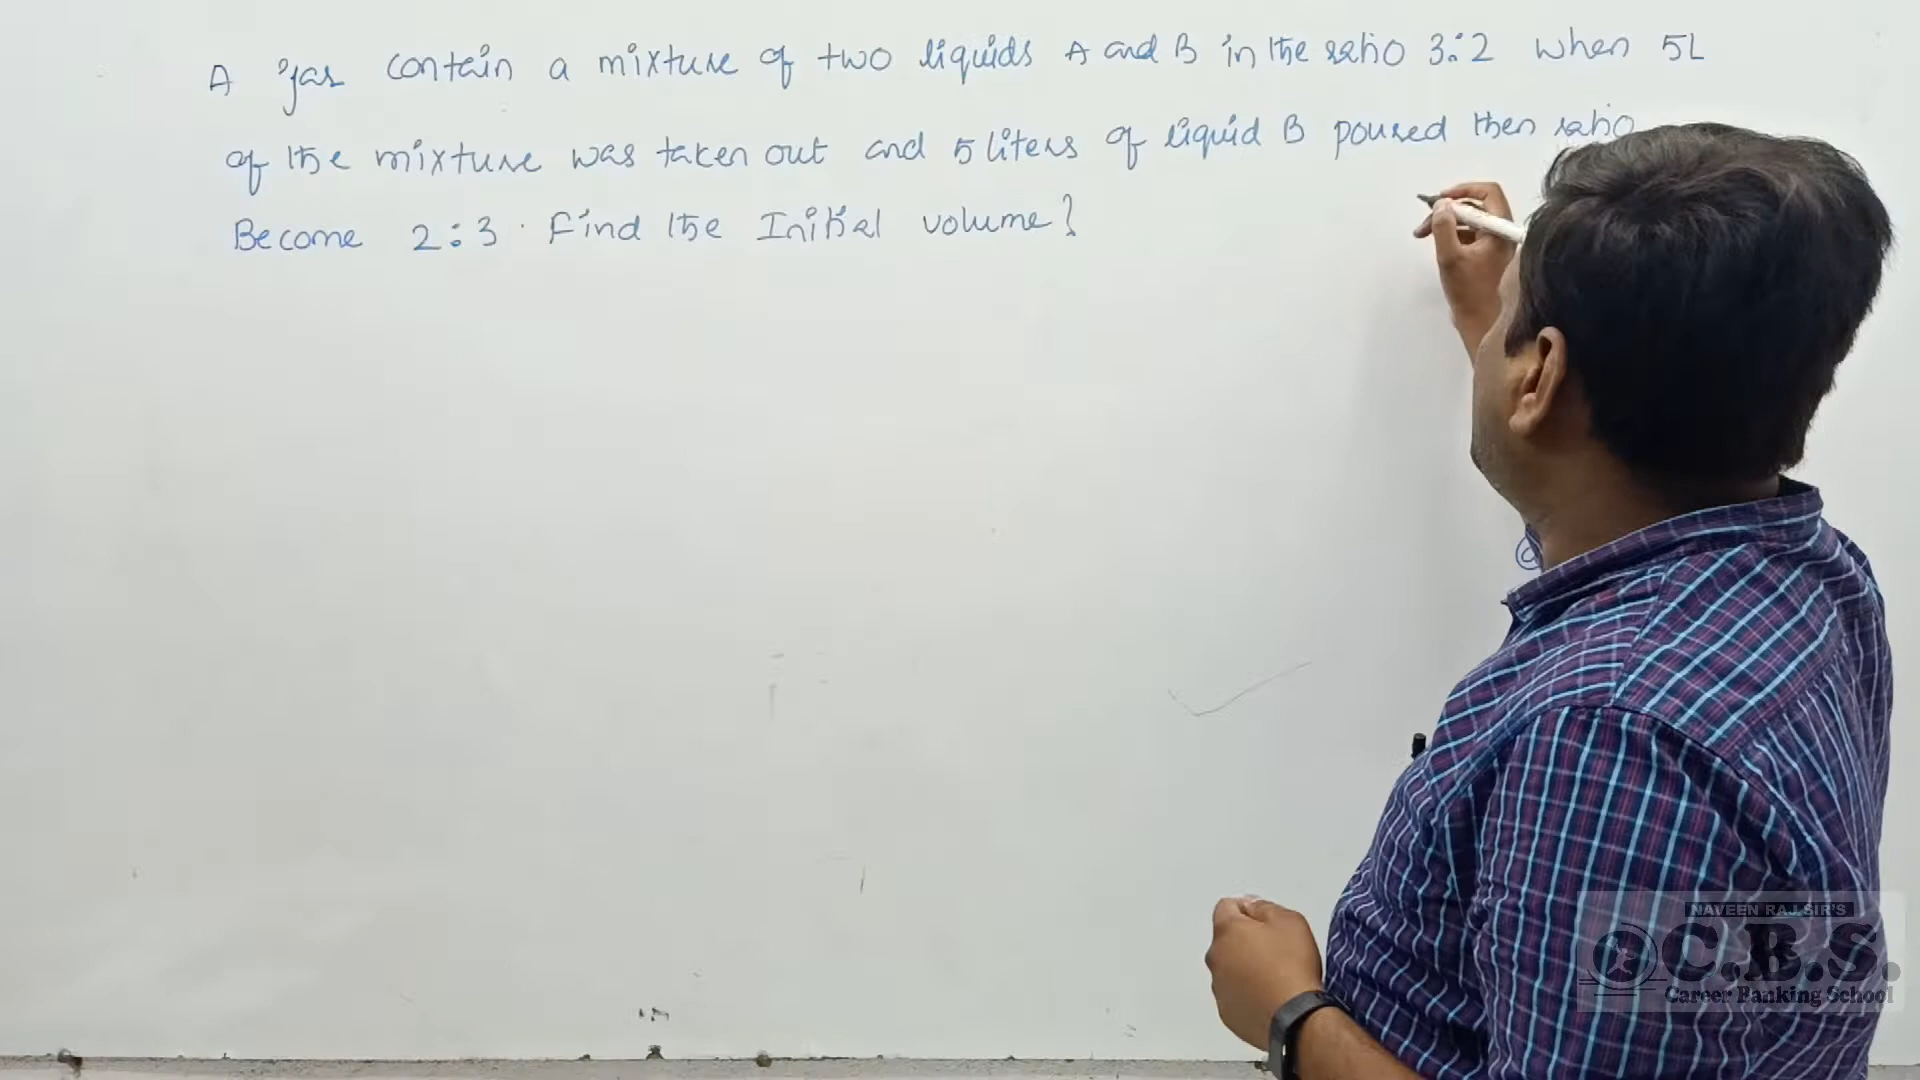 A jar contain a mixture of two liquids A and B in the ratio 3:2 when 5L
of the mixture was taken out and 5 liters of liquid B poured then ratio
Become 2:3. Find the Initial volume?
NAVEEN RAJ SIR'S
C.B.S.
Career Banking School